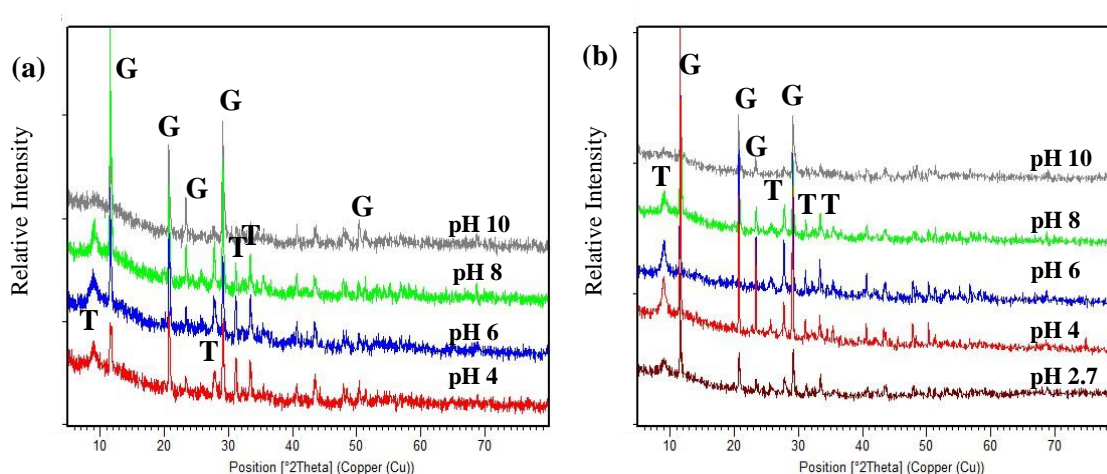 (a)
Relative Intensity
G
G
G
G
G
T
T
T
T
pH 10
pH 8
pH 6
pH 4
10
20
30
40
50
60
70
Position [°2Theta] (Copper (Cu))
(b)
Relative Intensity
G
G
G
G
T
T
T
T
pH 10
pH 8
pH 6
pH 4
pH 2.7
10
20
30
40
50
60
70
Position [°2Theta] (Copper (Cu))